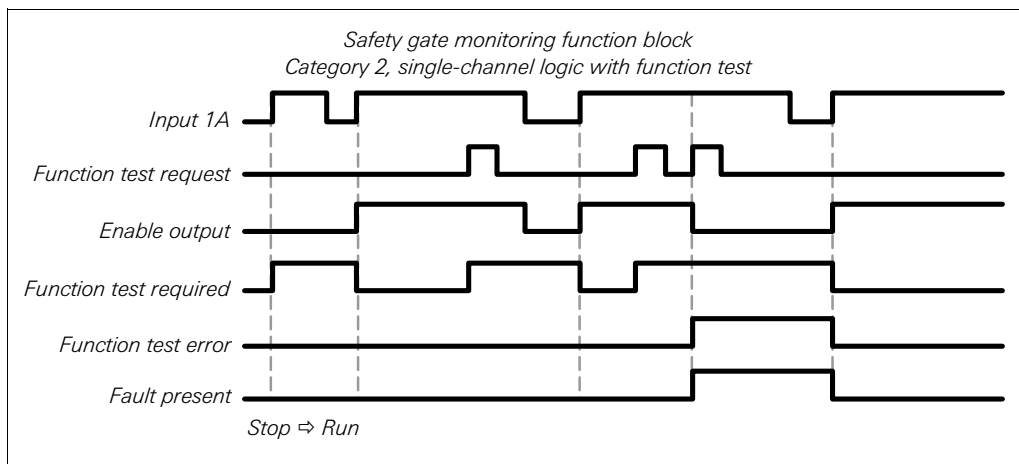 Safety gate monitoring function block
Category 2, single-channel logic with function test
Input 1A
Function test request
Enable output
Function test required
Function test error
Fault present
Stop ⇨ Run